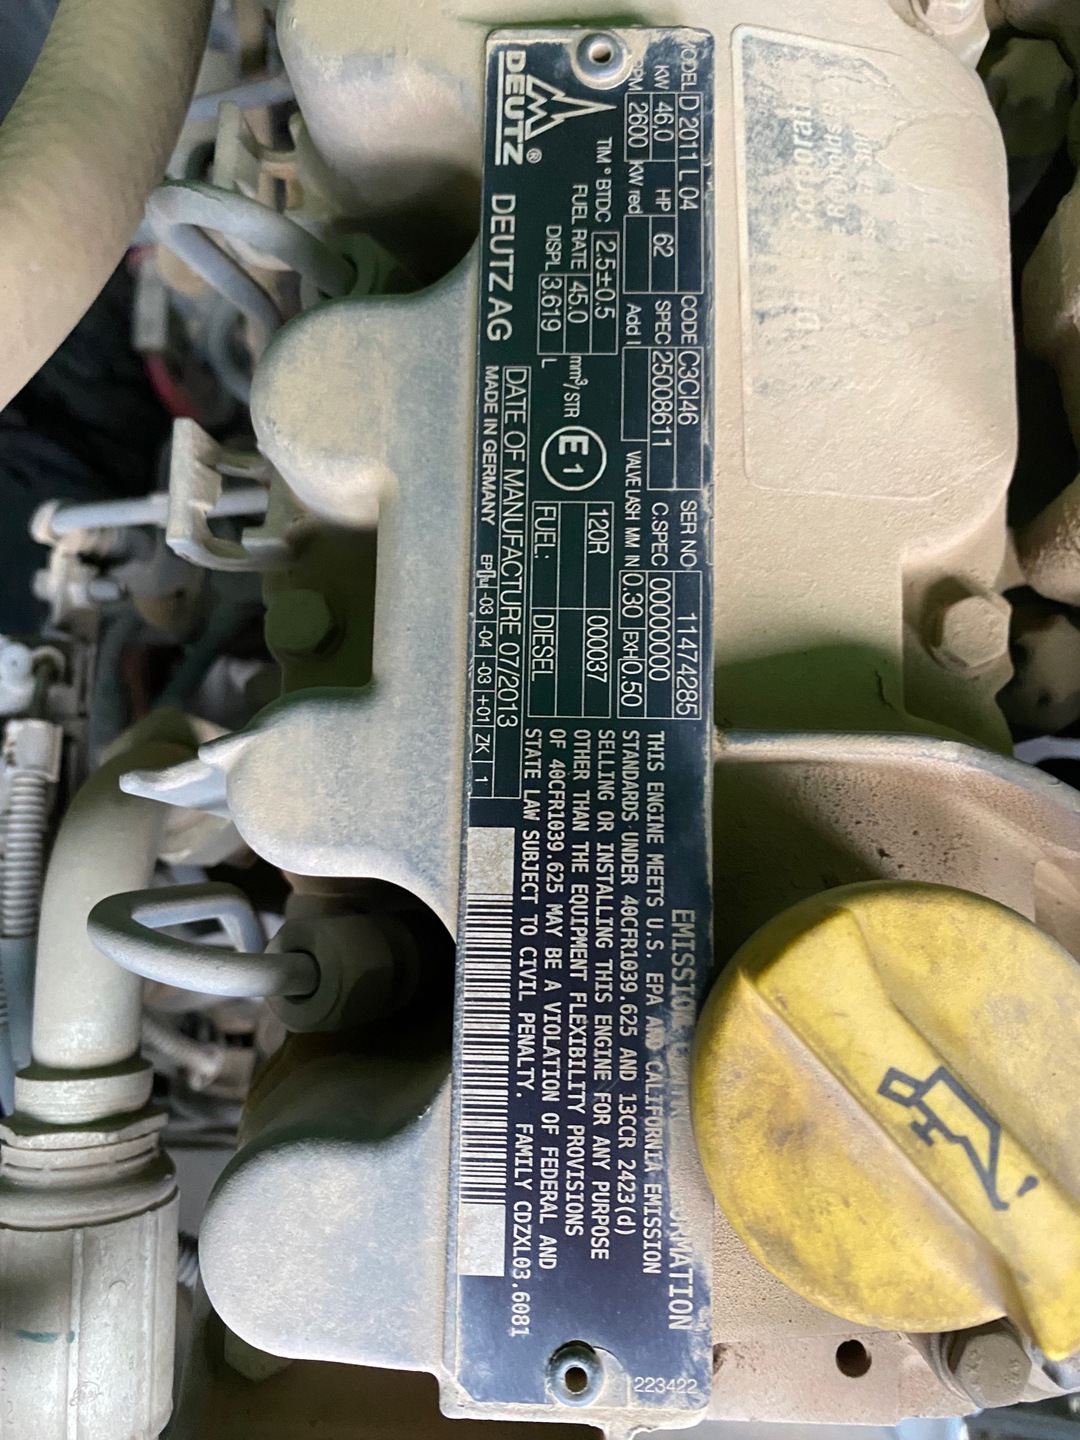 DEUTZ®
DEUTZ AG
MODEL D 2011 L 04 CODE C3CI46 SER NO 11474285
KW 46,0 HP 62 SPEC 25008611 C.SPEC 00000000
RPM 2600 KW red Add I VALVE LASH MM IN 0.30 EXH 0.50
TIM° BTDC 2.5±0.5
FUEL RATE 45.0 mm³/STR
DISPL 3.619 L
E1
120R 000037
FUEL: DIESEL
DATE OF MANUFACTURE 07/2013
MADE IN GERMANY -03 -04 -03 +01 ZK 1
EMISSION
THIS ENGINE MEETS U.S. EPA AND CALIFORNIA EMISSION
STANDARDS UNDER 40CFR1039.625 AND 13CCR 2423(d)
SELLING OR INSTALLING THIS ENGINE FOR ANY PURPOSE
OTHER THAN THE EQUIPMENT FLEXIBILITY PROVISIONS
OF 40CFR1039.625 MAY BE A VIOLATION OF FEDERAL AND
STATE LAW SUBJECT TO CIVIL PENALTY. FAMILY CDZXL03.6081
223422